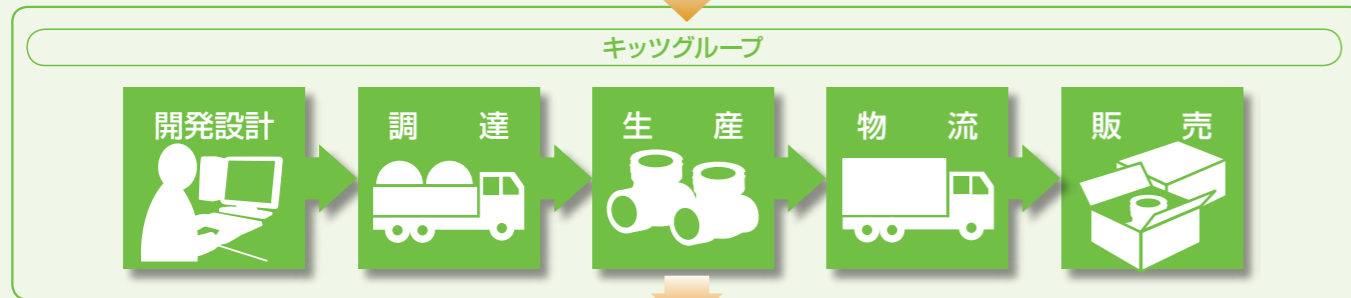 キッツグループ
開発設計
調　達
生　産
物　流
販　売